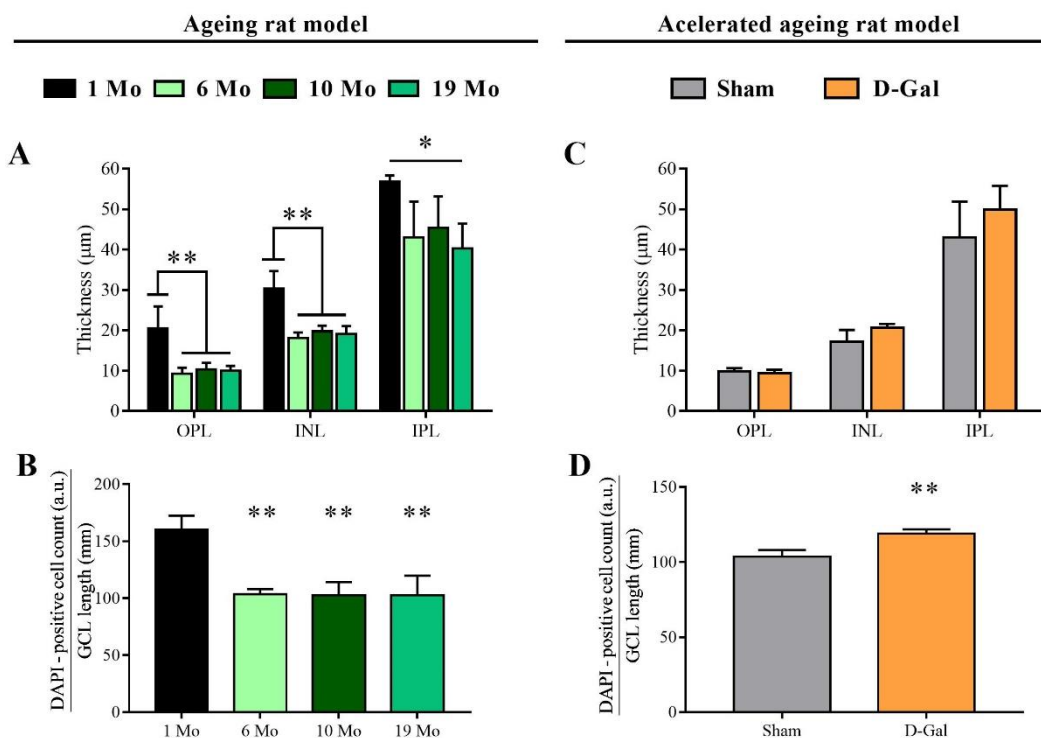 Ageing rat model
1 Mo 6 Mo 10 Mo 19 Mo
A
Thickness (µm)
60
50
40
30
20
10
0
**
**
*
OPL INL IPL
B
DAPI - positive cell count (a.u.)
GCL length (mm)
200
150
100
50
0
** ** **
1 Mo 6 Mo 10 Mo 19 Mo
Acelerated ageing rat model
Sham D-Gal
C
Thickness (µm)
60
50
40
30
20
10
0
OPL INL IPL
D
DAPI - positive cell count (a.u.)
GCL length (mm)
150
100
50
0
**
Sham D-Gal